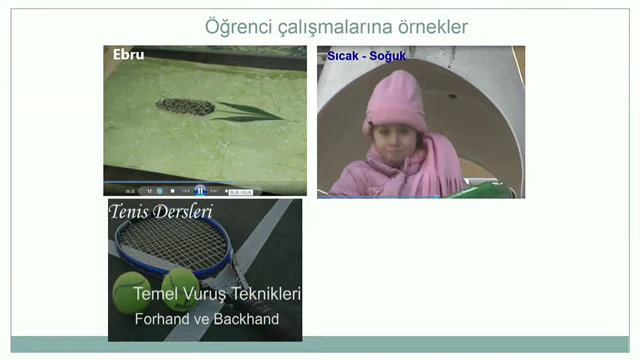 Öğrenci çalışmalarına örnekler
Ebru
Sıcak - Soğuk
Tenis Dersleri
Temel Vuruş Teknikleri
Forhand ve Backhand